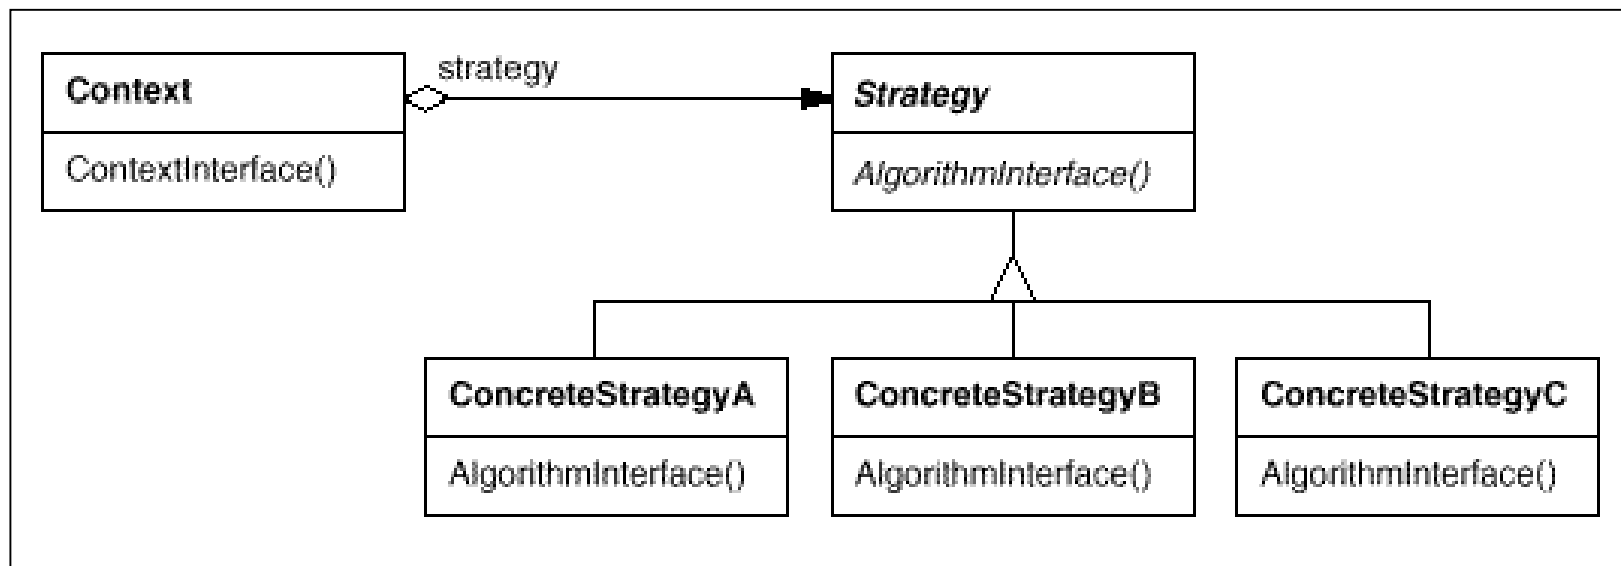 strategy
Context
Strategy
ContextInterface()
AlgorithmInterface()
ConcreteStrategyA
ConcreteStrategyB
ConcreteStrategyC
AlgorithmInterface()
AlgorithmInterface()
AlgorithmInterface()